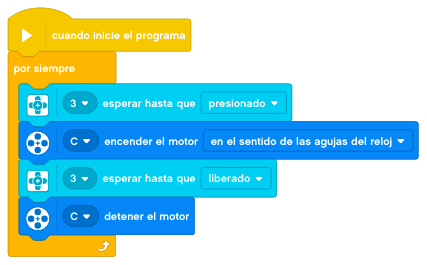 cuando inicie el programa
por siempre
3 esperar hasta que presionado
C encender el motor en el sentido de las agujas del reloj
3 esperar hasta que liberado
C detener el motor